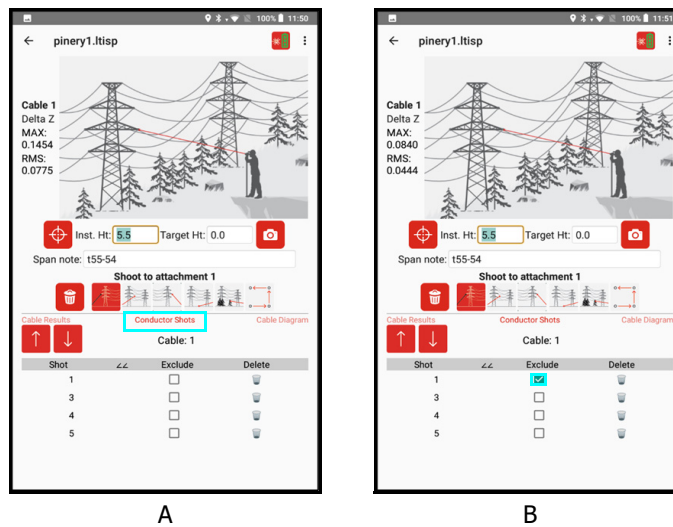 100% 11:50
pinery1.ltisp
Cable 1
Delta Z
MAX:
0.1454
RMS:
0.0775
Inst. Ht: 5.5 Target Ht: 0.0
Span note: t55-54
Shoot to attachment 1
Cable Results Conductor Shots Cable Diagram
Cable: 1
Shot ∠∠ Exclude Delete
1
3
4
5
A
100% 11:51
pinery1.ltisp
Cable 1
Delta Z
MAX:
0.0840
RMS:
0.0444
Inst. Ht: 5.5 Target Ht: 0.0
Span note: t55-54
Shoot to attachment 1
Cable Results Conductor Shots Cable Diagram
Cable: 1
Shot ∠∠ Exclude Delete
1
3
4
5
B